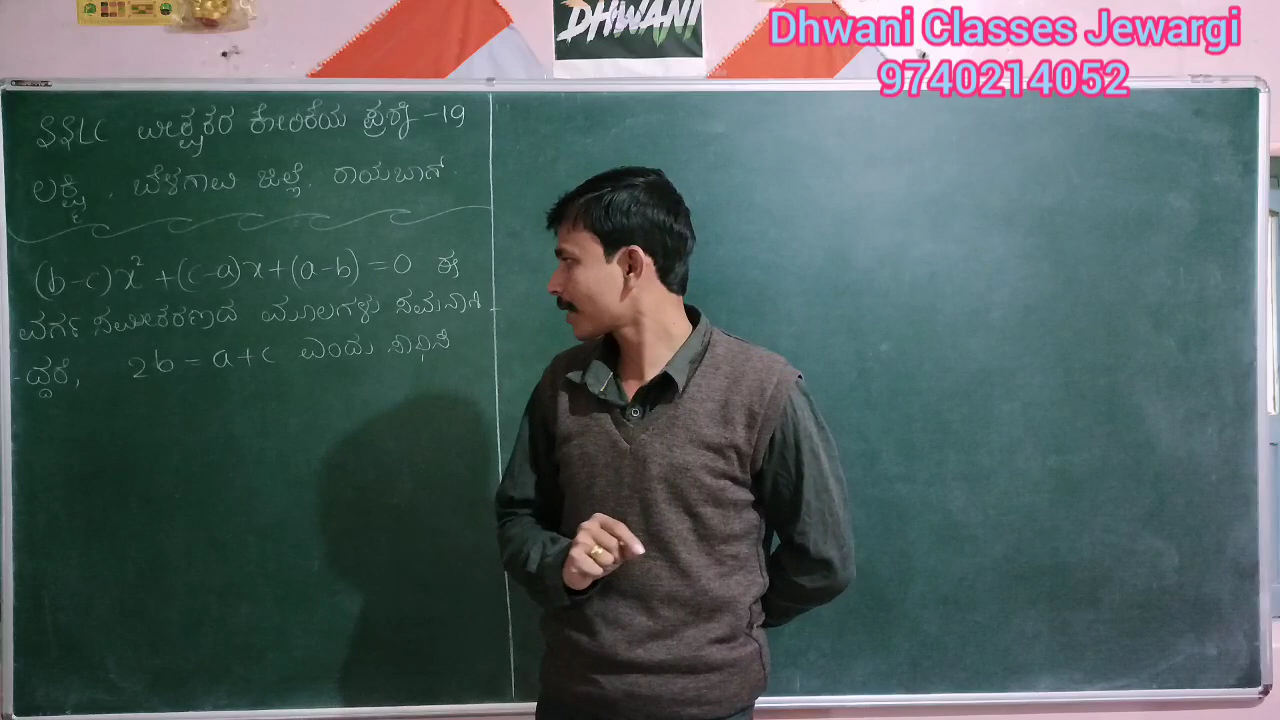 DHWANI
Dhwani Classes Jewargi
9740214052
SSLC ವೀಕ್ಷಕರ ಕೋರಿಕೆಯ ಪ್ರಶ್ನೆ-19
ಲಕ್ಷ್ಮಿ. ಬೆಳಗಾವಿ ಜಿಲ್ಲೆ. ರಾಯಬಾಗ್.
(b-c)x² + (c-a)x + (a-b) = 0 ಈ
ವರ್ಗ ಸಮೀಕರಣದ ಮೂಲಗಳು ಸಮನಾಗಿ
ದ್ದರೆ, 2b = a+c ಎಂದು ಸಾಧಿಸಿ